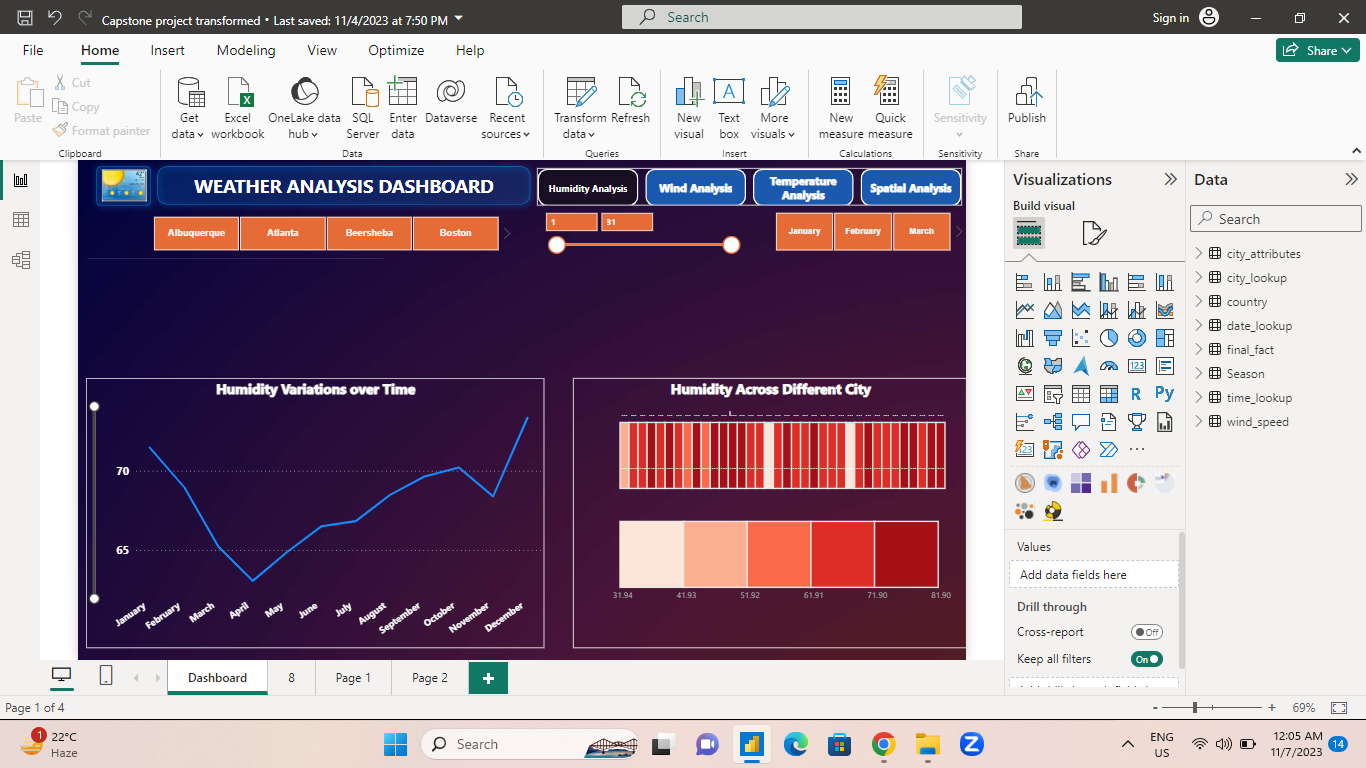 Capstone project transformed • Last saved: 11/4/2023 at 7:50 PM
Search
Sign in
File Home Insert Modeling View Optimize Help
Share
Paste
Cut
Copy
Format painter
Clipboard
Get data
Excel workbook
OneLake data hub
SQL Server
Enter data
Dataverse
Recent sources
Data
Transform data
Refresh
Queries
New visual
Text box
More visuals
Insert
New measure
Quick measure
Calculations
Sensitivity
Sensitivity
Publish
Share
WEATHER ANALYSIS DASHBOARD
Humidity Analysis
Wind Analysis
Temperature Analysis
Spatial Analysis
Albuquerque
Atlanta
Beersheba
Boston
1
31
January
February
March
Humidity Variations over Time
70
65
January
February
March
April
May
June
July
August
September
October
November
December
Humidity Across Different City
31.94
41.93
51.92
61.91
71.90
81.90
Visualizations
Build visual
123
R
Py
123
Values
Add data fields here
Drill through
Cross-report
Off
Keep all filters
On
Data
Search
city_attributes
city_lookup
country
date_lookup
final_fact
Season
time_lookup
wind_speed
Dashboard
8
Page 1
Page 2
Page 1 of 4
- + 69%
1
22°C
Haze
Search
ENG
US
12:05 AM
11/7/2023
14